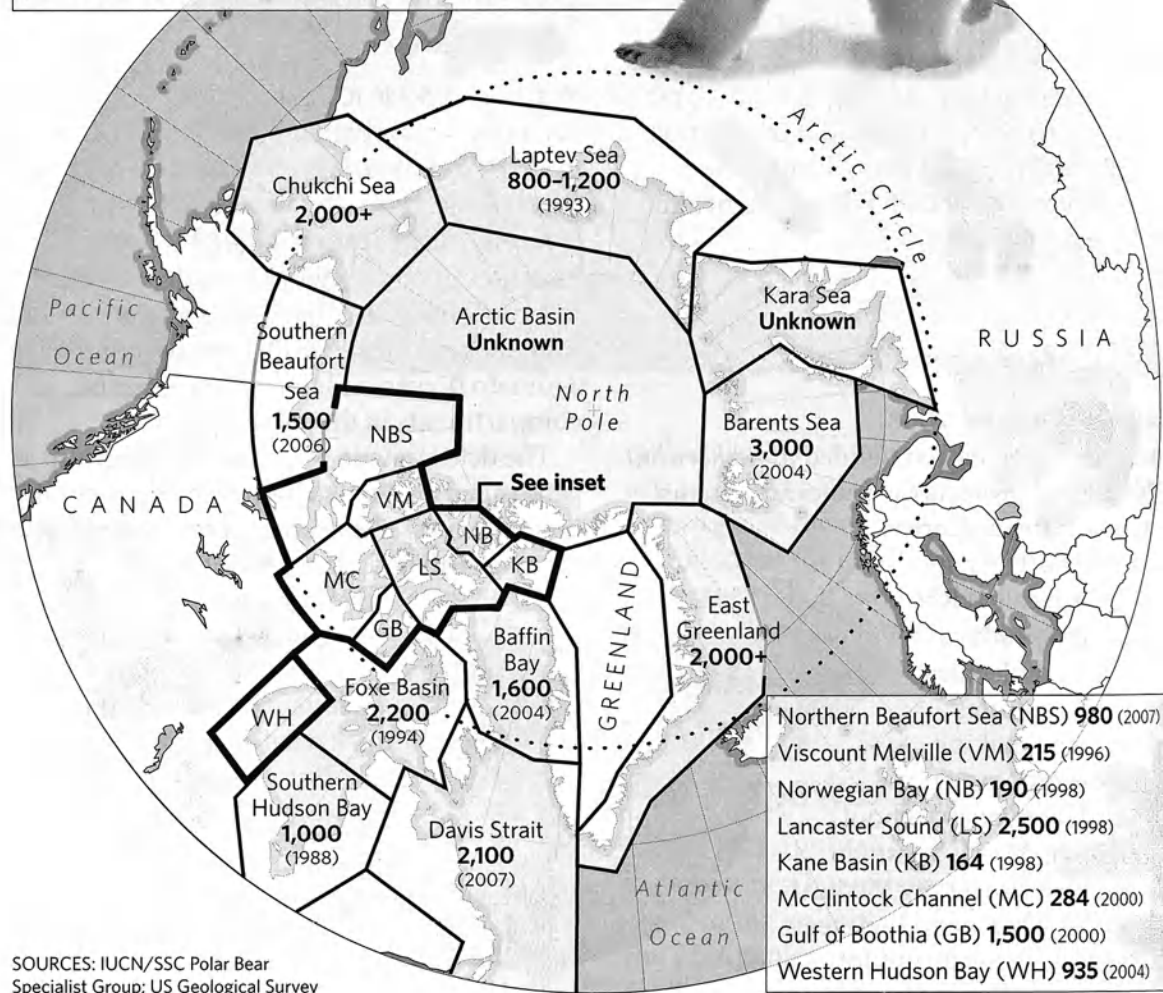 Arctic Circle
Laptev Sea
800–1,200
(1993)
Chukchi Sea
2,000+
Kara Sea
Unknown
Pacific
Ocean
Southern
Beaufort
Sea
1,500
(2006)
Arctic Basin
Unknown
RUSSIA
North
Pole
NBS
Barents Sea
3,000
(2004)
See inset
VM
CANADA
NB
KB
LS
MC
GB
GREENLAND
East
Greenland
2,000+
Baffin
Bay
1,600
(2004)
Foxe Basin
2,200
(1994)
WH
Southern
Hudson Bay
1,000
(1988)
Davis Strait
2,100
(2007)
Atlantic
Ocean
Northern Beaufort Sea (NBS) 980 (2007)
Viscount Melville (VM) 215 (1996)
Norwegian Bay (NB) 190 (1998)
Lancaster Sound (LS) 2,500 (1998)
Kane Basin (KB) 164 (1998)
McClintock Channel (MC) 284 (2000)
Gulf of Boothia (GB) 1,500 (2000)
Western Hudson Bay (WH) 935 (2004)
SOURCES: IUCN/SSC Polar Bear
Specialist Group; US Geological Survey